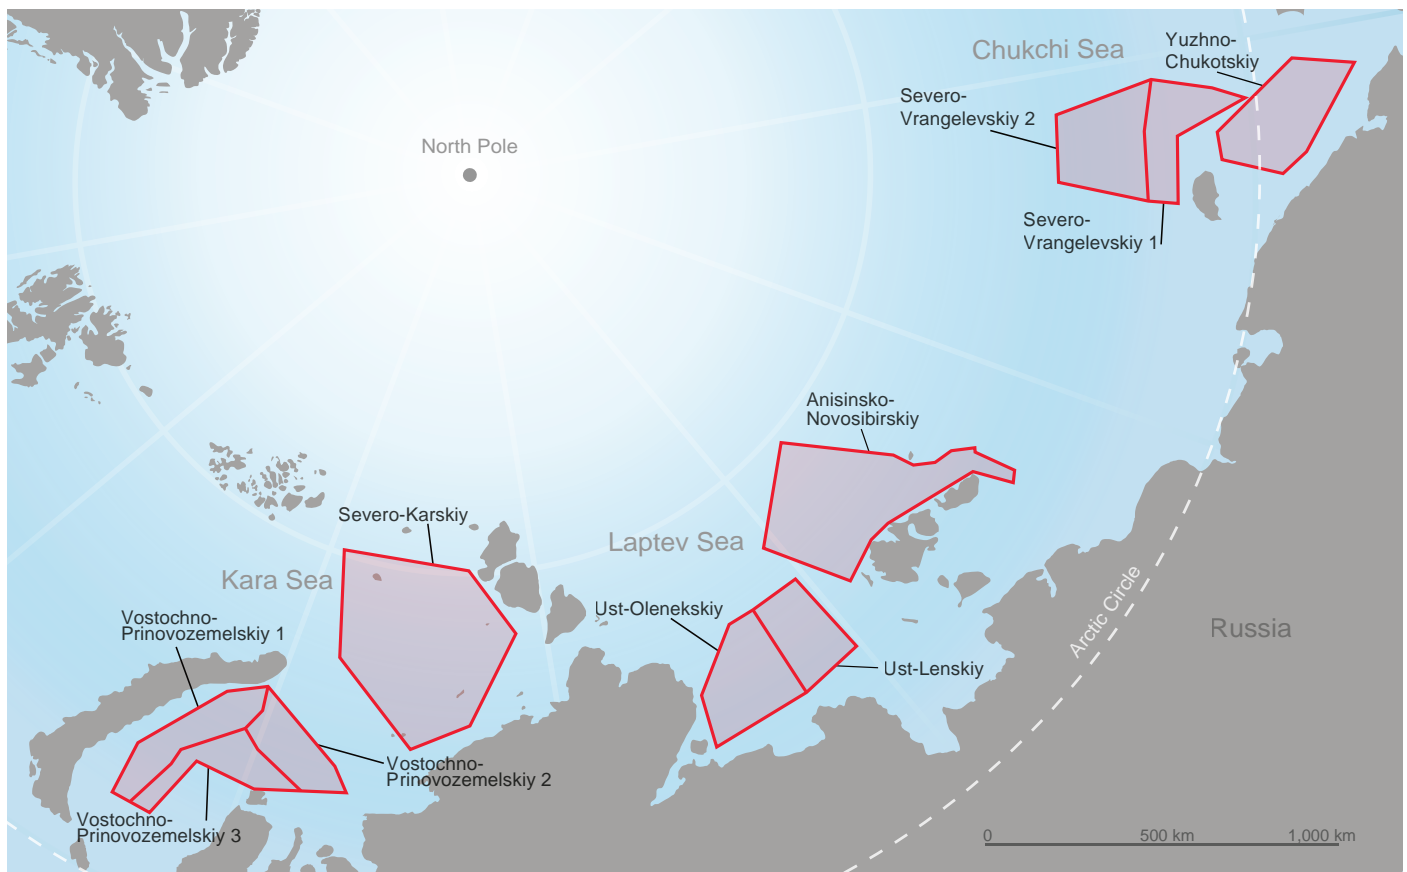 Chukchi Sea
Yuzhno-
Chukotskiy
Severo-
Vrangelevskiy 2
North Pole
Severo-
Vrangelevskiy 1
Anisinsko-
Novosibirskiy
Severo-Karskiy
Laptev Sea
Kara Sea
Ust-Olenekskiy
Vostochno-
Prinovozemelskiy 1
Arctic Circle
Russia
Ust-Lenskiy
Vostochno-
Prinovozemelskiy 2
Vostochno-
Prinovozemelskiy 3
0 500 km 1,000 km